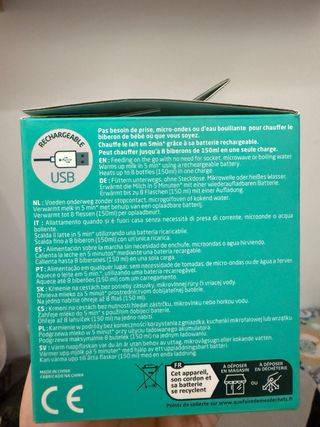 RECHARGEABLE
USB
Pas besoin de prise, micro-ondes ou d'eau bouillante pour chauffer le
biberon de bébé où que vous soyez.
Chauffe le lait en 5min* grâce à sa batterie rechargeable.
Peut chauffer jusqu'à 8 biberons de 150ml en une seule charge.
EN : Feeding on the go with no need for socket, microwave or boiling water
Warms up milk in 5 min* using a rechargeable battery.
Heats up to 8 bottles (150ml) in one charge
DE : Füttern unterwegs, ohne Steckdose, Mikrowelle oder heißes Wasser.
Erwärmt die Milch in 5 Minuten* mit einer wiederaufladbaren Batterie.
Erwärmt bis zu 8 Flaschen (150ml) in einer Ladung.
NL : Voeden onderweg zonder stopcontact, microgolfoven of kokend water.
Verwarmt melk in 5 min* met behulp van een oplaadbare batterij.
Verwarmt tot 8 flessen (150ml) per oplaadbeurt.
IT : Allattamento quando si è fuori casa senza necessità di presa di corrente, microonde o acqua
bollente.
Scalda il latte in 5 min* utilizzando una batteria ricaricabile.
Scalda fino a 8 biberon (150ml) con un'unica ricarica.
ES : Alimentación sobre la marcha sin necesidad de enchufe, microondas o agua hirviendo.
Calienta la leche en 5 minutos* mediante una batería recargable.
Calienta hasta 8 biberones (150 ml) en una sola carga.
PT : Alimentação em qualquer lugar, sem necessidade de tomadas, de micro-ondas ou de água a ferver.
Aquece o leite em 5 min* utilizando uma bateria recarregável.
Aquece até 8 biberões (150 ml) com um carregamento.
SK : Kŕmenie na cestách bez potreby zásuvky, mikrovlnnej rúry či vriacej vody
Ohrieva mlieko za 5 minút* prostredníctvom dobíjateľnej batérie.
Na jedno nabitie ohreje až 8 fliaš (150 ml)
CS : Krmení na cestách bez nutnosti hledat zástrčku, mikrovlnku nebo horkou vodu.
Zahřeje mléko za 5 minut* pomocí dobíjecí baterie.
Ohřeje až 8 lahviček (150 ml) na jedno nabití.
PL : Karmienie w podróży bez konieczności korzystania z gniazdka, kuchenki mikrofalowej lub wrzątku
Podgrzewa mleko w 5 minut* przy użyciu ładowalnego akumulatora.
Podgrzewa maksymalnie 8 butelek (150 ml) na jednym ładowaniu.
SV : Värm nappflaskan var du än är utan behov av uttag, mikrovågsugn eller kokande vatten.
Värmer upp mjölk på 5 minuter* med hjälp av ett uppladdningsbart batteri
Kan värma upp till åtta flaskor (150 ml) med en enda laddning.
MADE IN CHINA
FABRIQUÉ EN CHINE
CE
FR
Cet appareil,
son cordon et
sa batterie
se recyclent
À DÉPOSER
EN MAGASIN
OU
À DÉPOSER
EN DÉCHÈTERIE
Points de collecte sur www.quefairedemesdechets.fr